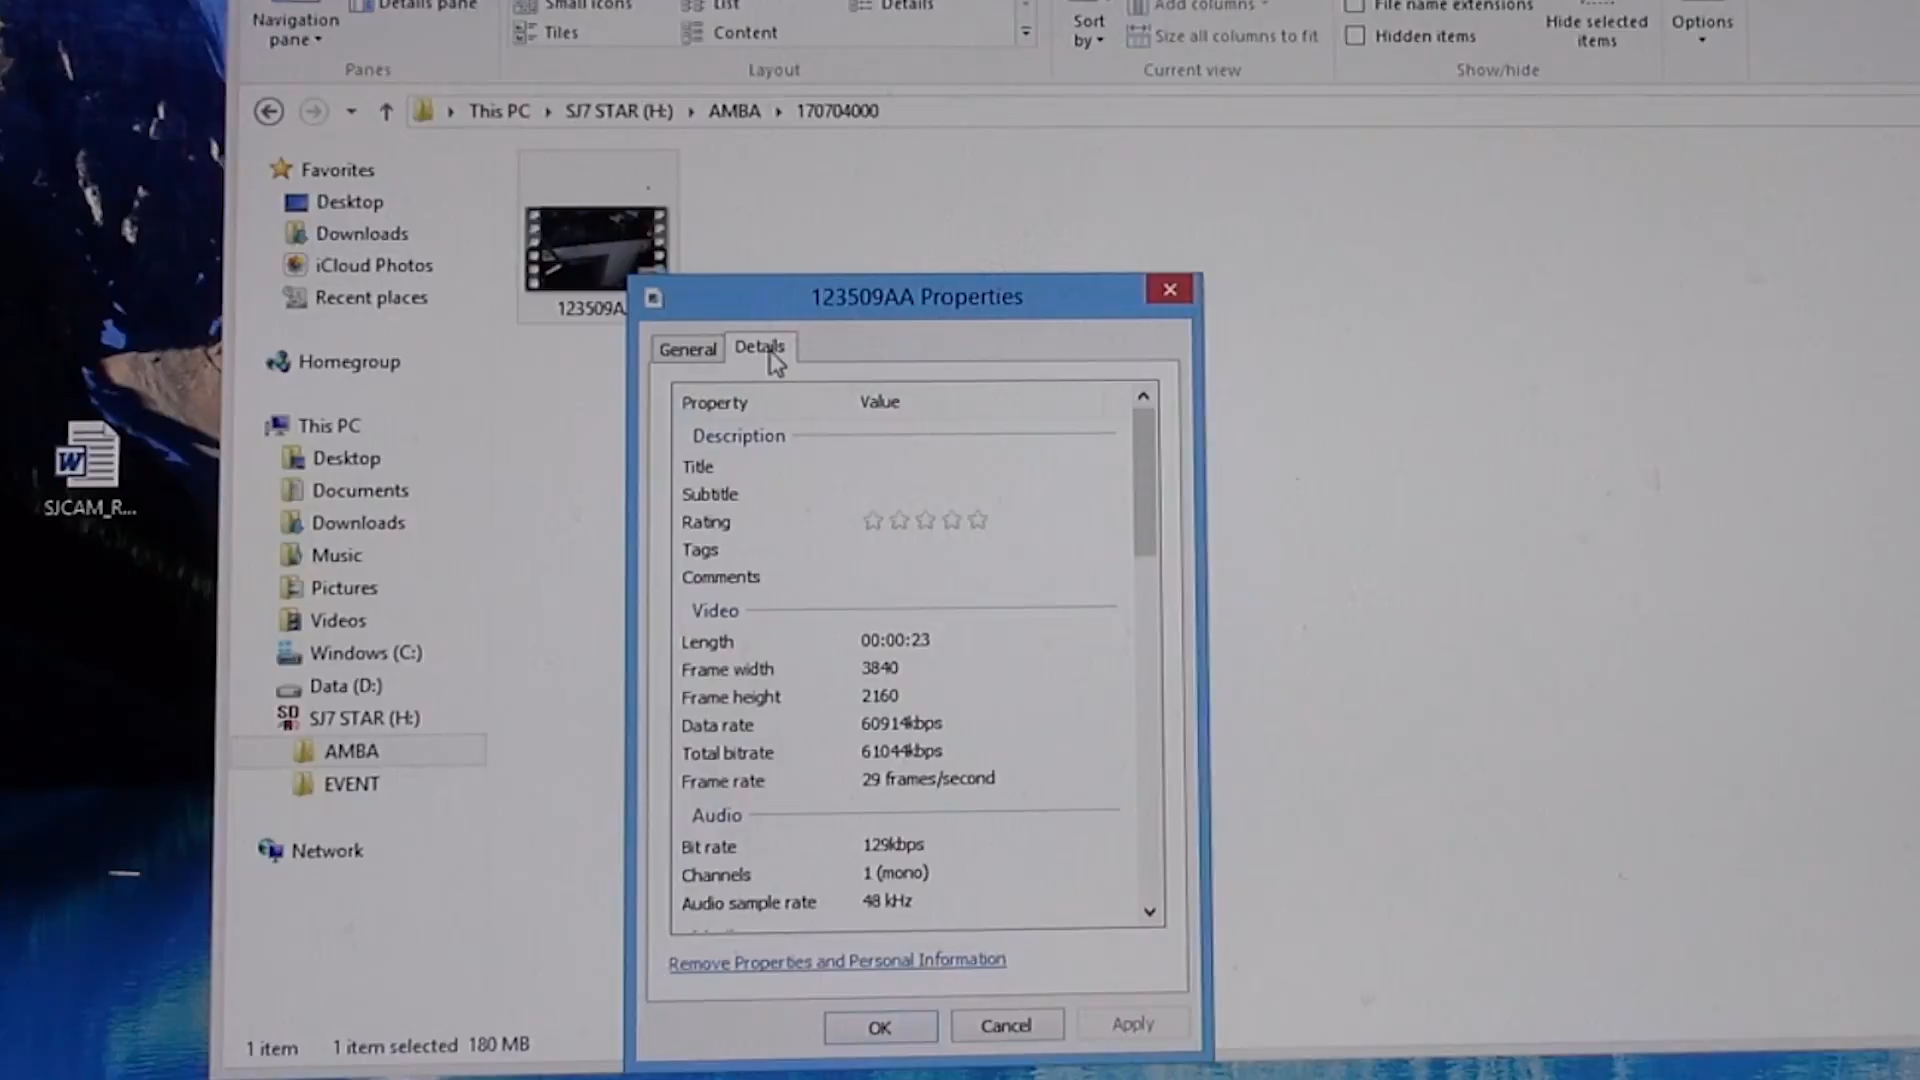 Navigation
pane
Details pane
Small icons
List
Details
Tiles
Content
Sort
by
Add columns
Size all columns to fit
File name extensions
Hidden items
Hide selected
items
Options
Panes
Layout
Current view
Show/hide
This PC
SJ7 STAR (H:)
AMBA
170704000
Favorites
Desktop
Downloads
iCloud Photos
Recent places
Homegroup
This PC
Desktop
Documents
Downloads
Music
Pictures
Videos
Windows (C:)
Data (D:)
SJ7 STAR (H:)
AMBA
EVENT
Network
SJCAM_R...
123509A
123509AA Properties
General
Details
Property Value
Description
Title
Subtitle
Rating
Tags
Comments
Video
Length 00:00:23
Frame width 3840
Frame height 2160
Data rate 60914kbps
Total bitrate 61044kbps
Frame rate 29 frames/second
Audio
Bit rate 129kbps
Channels 1 (mono)
Audio sample rate 48 kHz
Remove Properties and Personal Information
OK
Cancel
Apply
1 item 1 item selected 180 MB